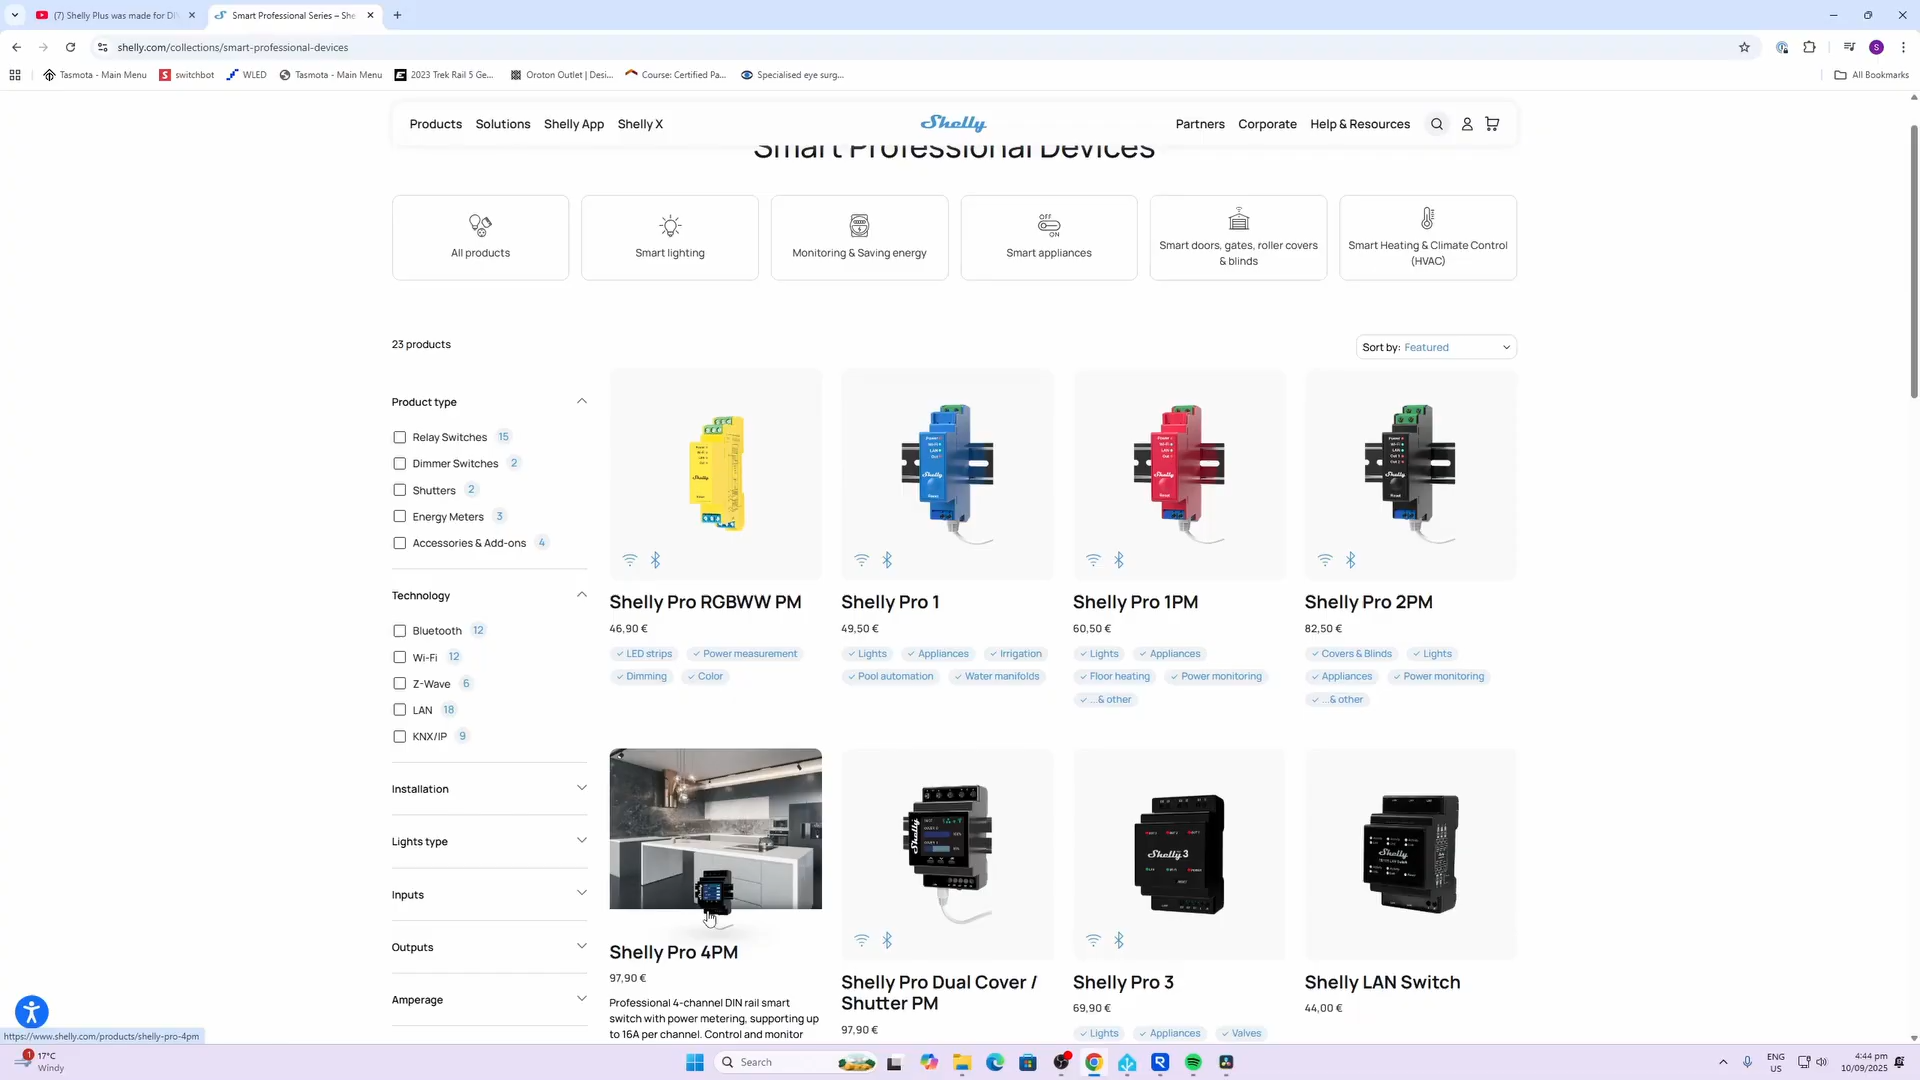 (7) Shelly Plus was made for DI
Smart Professional Series – She
shelly.com/collections/smart-professional-devices
S
Tasmota - Main Menu
switchbot
WLED
Tasmota - Main Menu
2023 Trek Rail 5 Ge...
Oroton Outlet | Desi...
Course: Certified Pa...
Specialised eye surg...
All Bookmarks
Products
Solutions
Shelly App
Shelly X
Shelly
Partners
Corporate
Help & Resources
Smart Professional Devices
All products
Smart lighting
Monitoring & Saving energy
OFF
ON
Smart appliances
Smart doors, gates, roller covers
& blinds
Smart Heating & Climate Control
(HVAC)
23 products
Sort by: Featured
Product type
Relay Switches 15
Dimmer Switches 2
Shutters 2
Energy Meters 3
Accessories & Add-ons 4
Technology
Bluetooth 12
Wi-Fi 12
Z-Wave 6
LAN 18
KNX/IP 9
Installation
Lights type
Inputs
Outputs
Amperage
Shelly Pro RGBWW PM
46,90 €
LED strips
Power measurement
Dimming
Color
Shelly Pro 1
49,50 €
Lights
Appliances
Irrigation
Pool automation
Water manifolds
Shelly Pro 1PM
60,50 €
Lights
Appliances
Floor heating
Power monitoring
...& other
Shelly Pro 2PM
82,50 €
Covers & Blinds
Lights
Appliances
Power monitoring
...& other
Shelly Pro 4PM
97,90 €
Professional 4-channel DIN rail smart
switch with power metering, supporting up
to 16A per channel. Control and monitor
Shelly
Shelly Pro Dual Cover /
Shutter PM
97,90 €
Shelly 3
Shelly Pro 3
69,90 €
Lights
Appliances
Valves
Shelly
Shelly LAN Switch
44,00 €
https://www.shelly.com/products/shelly-pro-4pm
1
17°C
Windy
Search
ENG
US
4:44 pm
10/09/2025